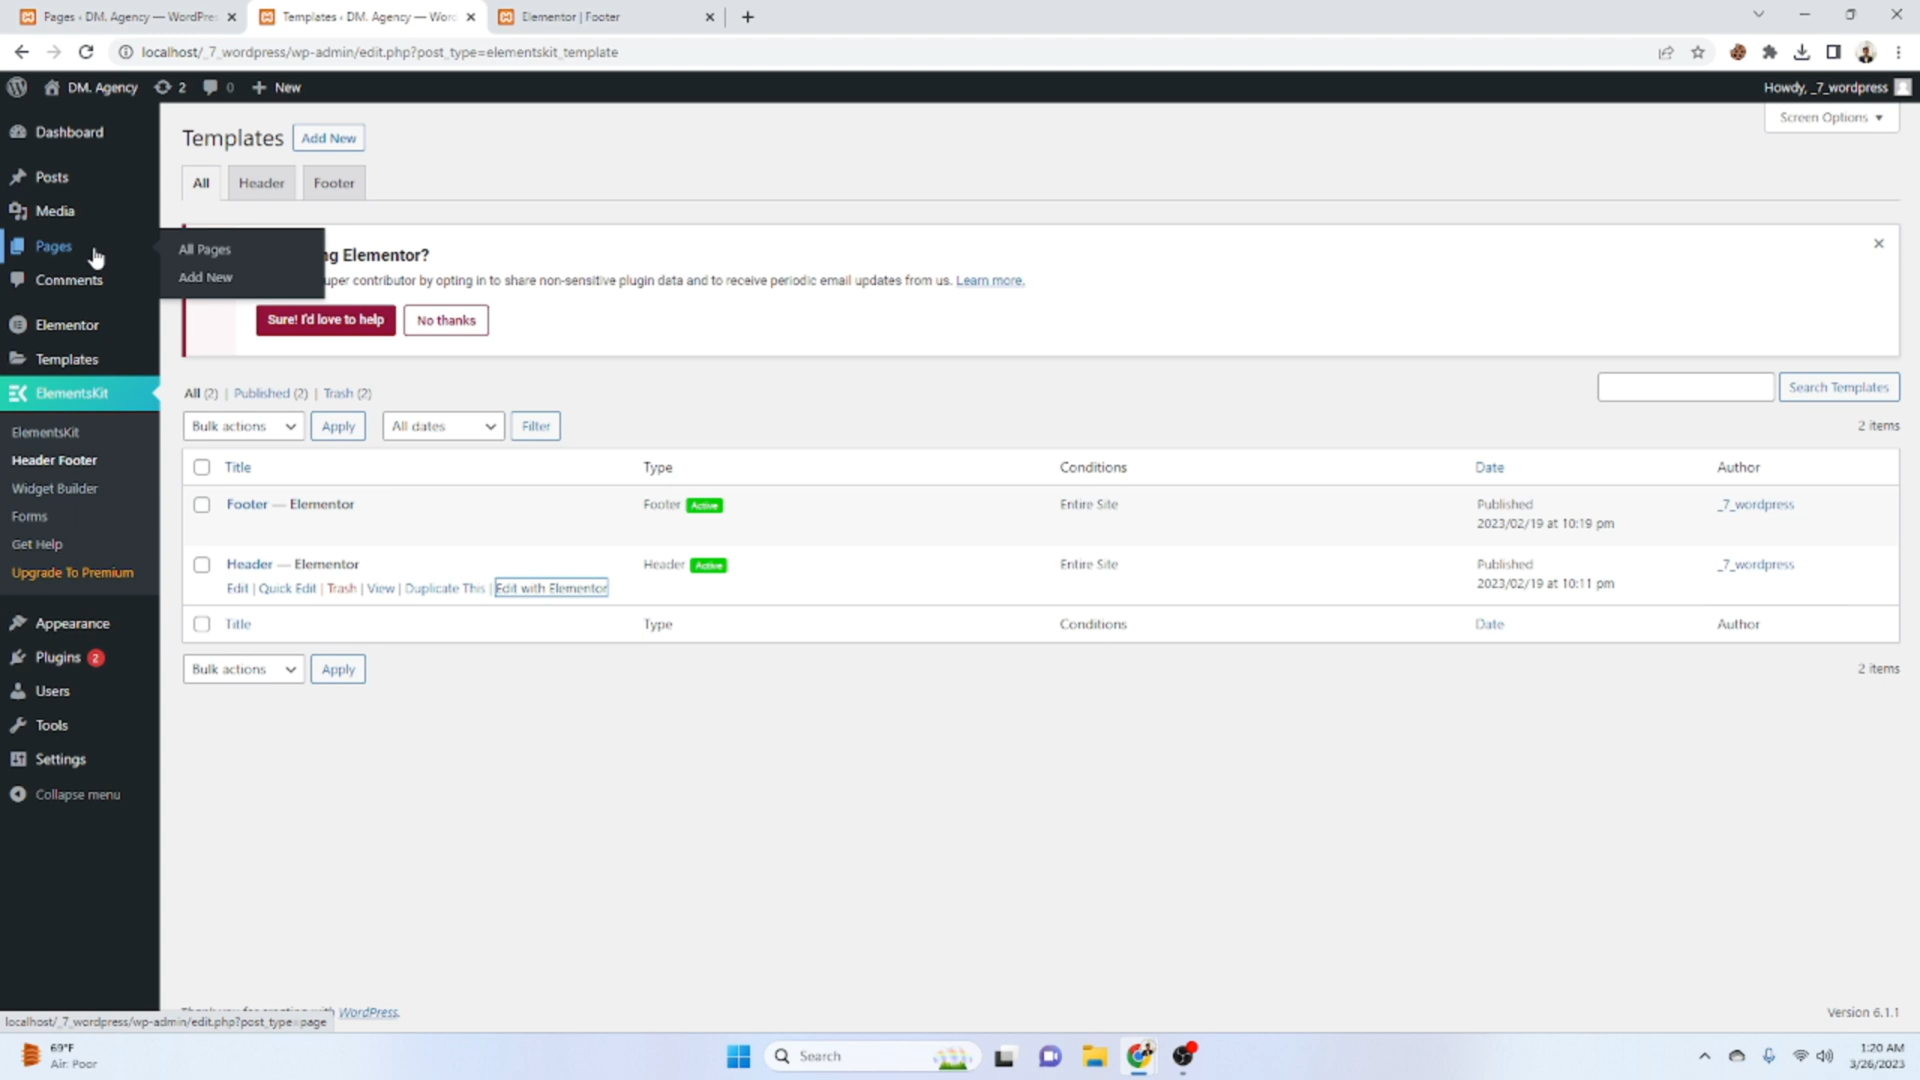 Pages ‹ DM. Agency — WordPre
Templates ‹ DM. Agency — Word
Elementor | Footer
localhost/_7_wordpress/wp-admin/edit.php?post_type=elementskit_template
DM. Agency
2
0
New
Howdy, _7_wordpress
Screen Options
Dashboard
Posts
Media
Pages
All Pages
Add New
Comments
Elementor
Templates
ElementsKit
ElementsKit
Header Footer
Widget Builder
Forms
Get Help
Upgrade To Premium
Appearance
Plugins 2
Users
Tools
Settings
Collapse menu
Templates Add New
All Header Footer
ng Elementor?
uper contributor by opting in to share non-sensitive plugin data and to receive periodic email updates from us. Learn more.
Sure! I'd love to help No thanks
All (2) | Published (2) | Trash (2)
Search Templates
Bulk actions Apply All dates Filter
2 items
Title Type Conditions Date Author
Footer — Elementor Footer Active Entire Site Published _7_wordpress
2023/02/19 at 10:19 pm
Header — Elementor Header Active Entire Site Published _7_wordpress
Edit | Quick Edit | Trash | View | Duplicate This | Edit with Elementor 2023/02/19 at 10:11 pm
Title Type Conditions Date Author
Bulk actions Apply
2 items
Thank you for creating with WordPress.
Version 6.1.1
localhost/_7_wordpress/wp-admin/edit.php?post_type=page
69°F
Air: Poor
Search
1:20 AM
3/26/2023